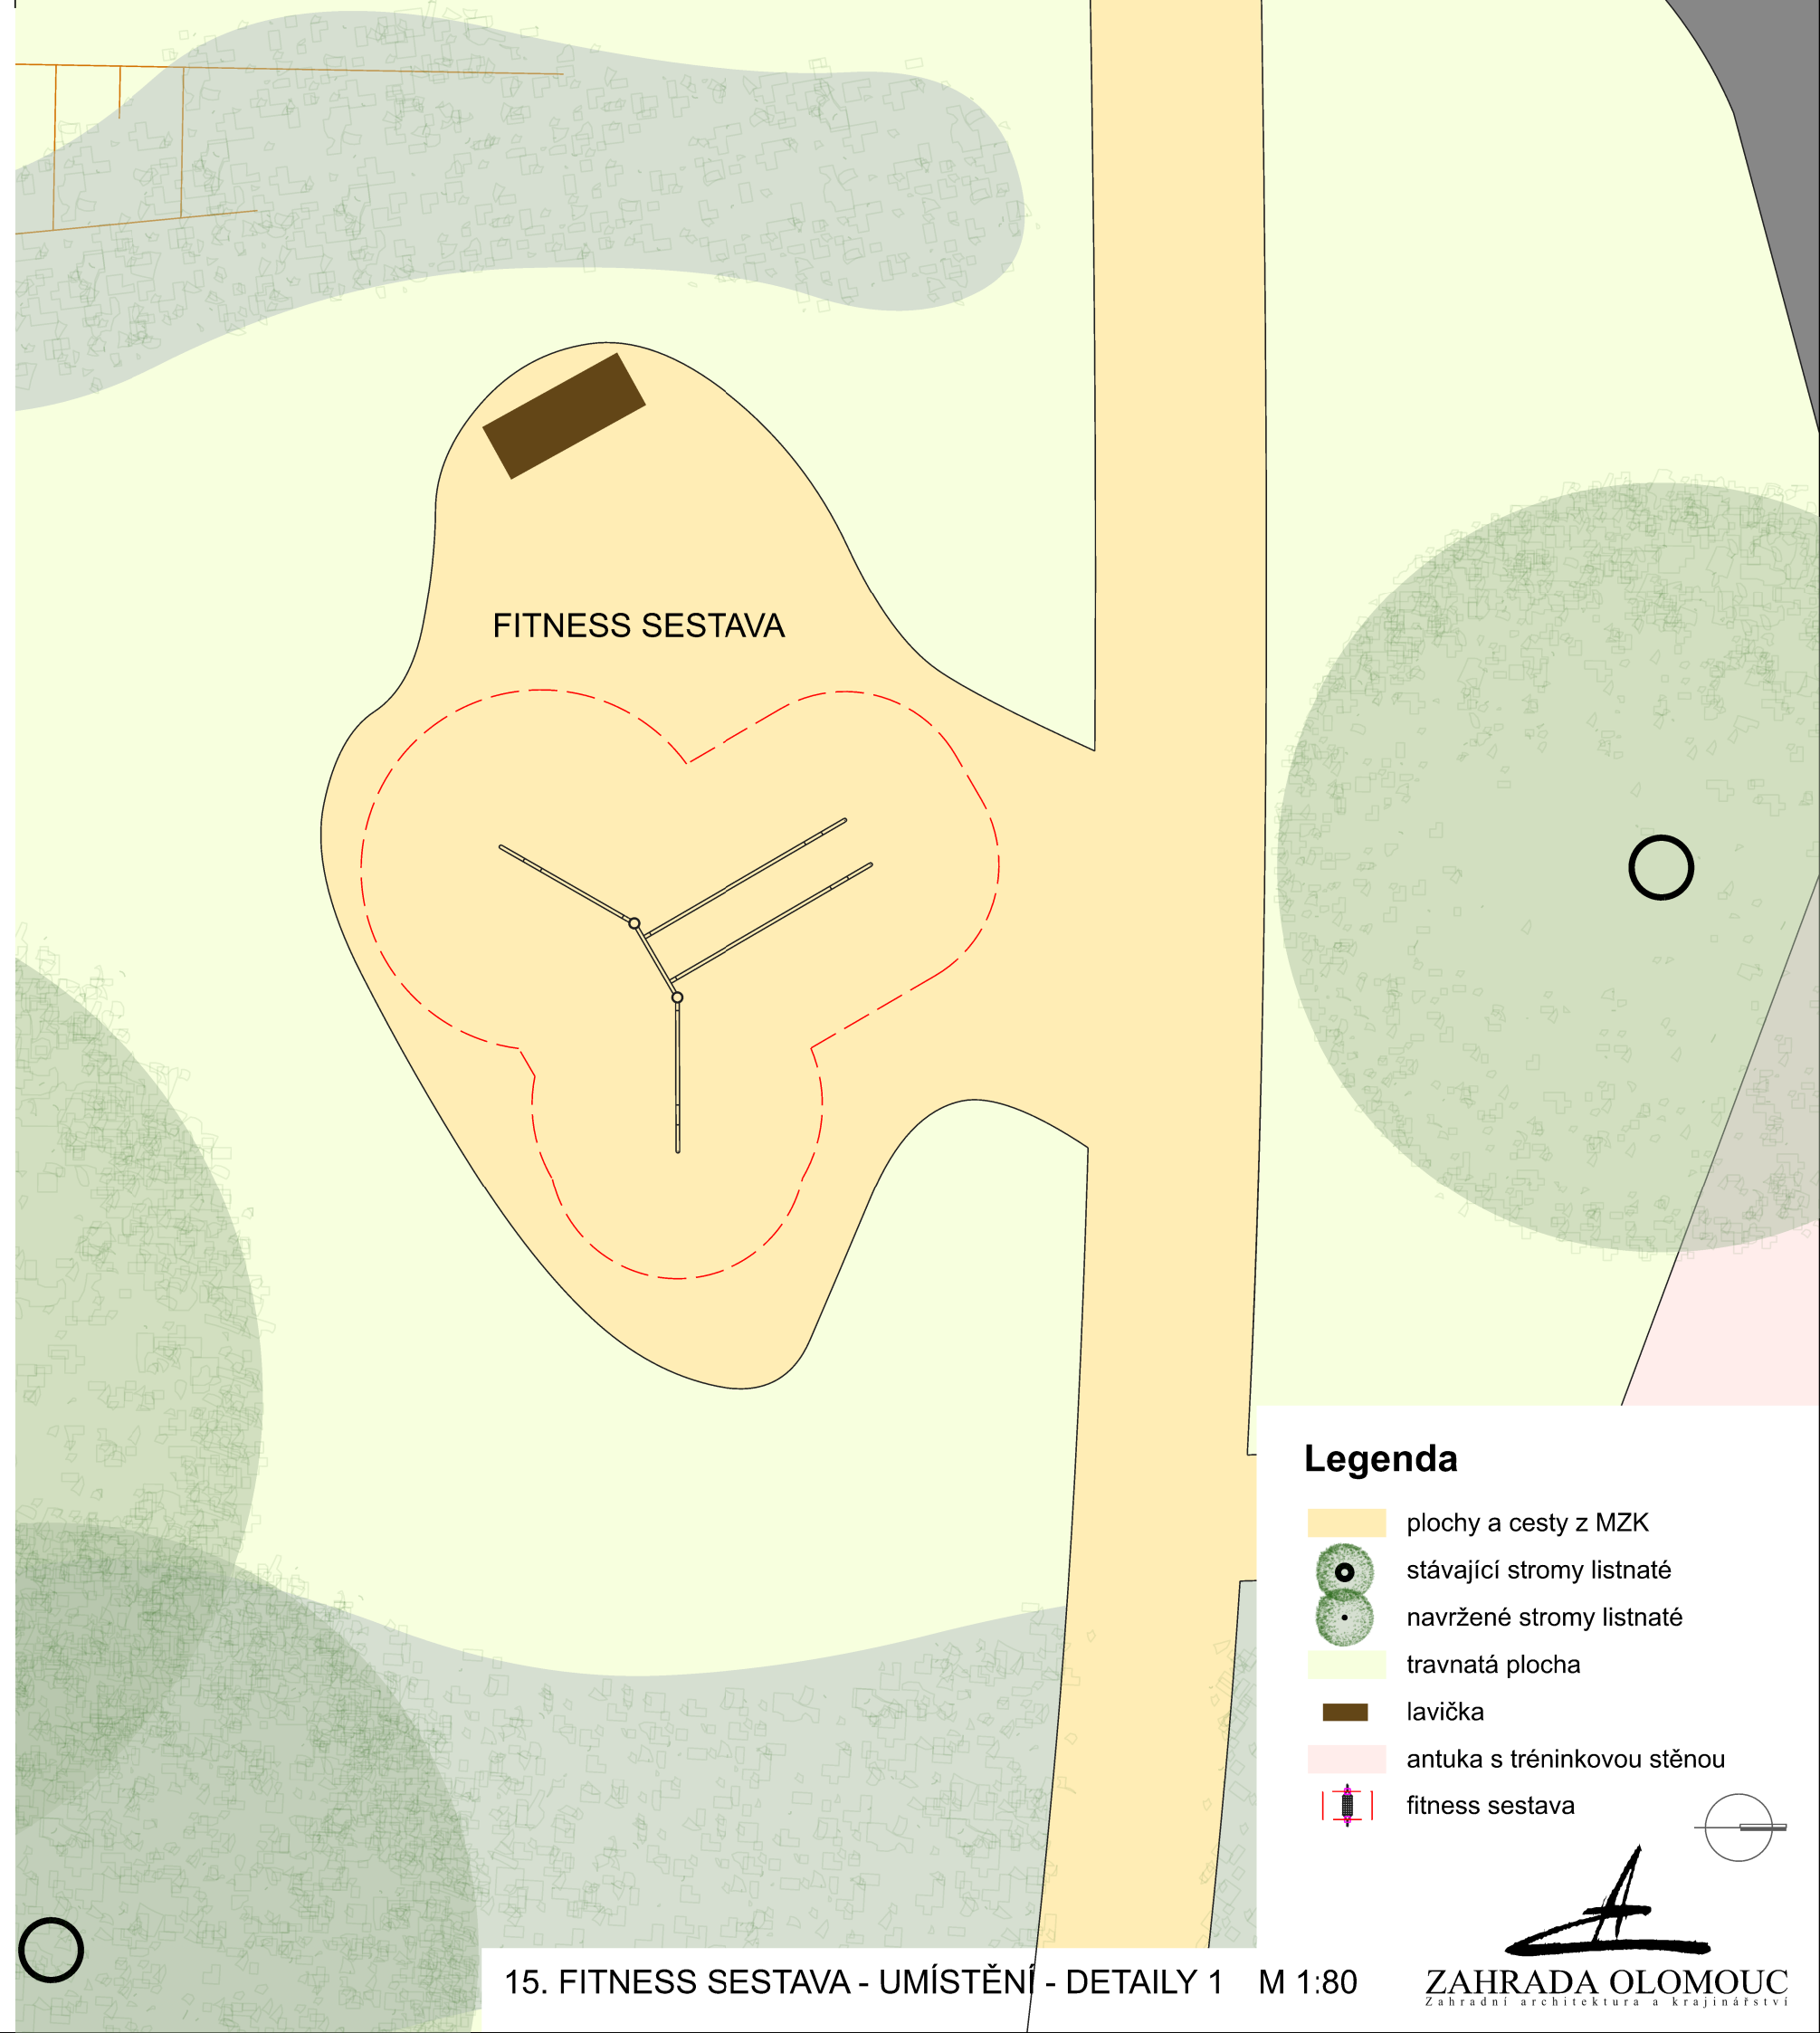 FITNESS SESTAVA
Legenda
plochy a cesty z MZK
stávající stromy listnaté
navržené stromy listnaté
travnatá plocha
lavička
antuka s tréninkovou stěnou
fitness sestava
15. FITNESS SESTAVA - UMÍSTĚNÍ - DETAILY 1 M 1:80
ZAHRADA OLOMOUC
Zahradní architektura a krajinářství